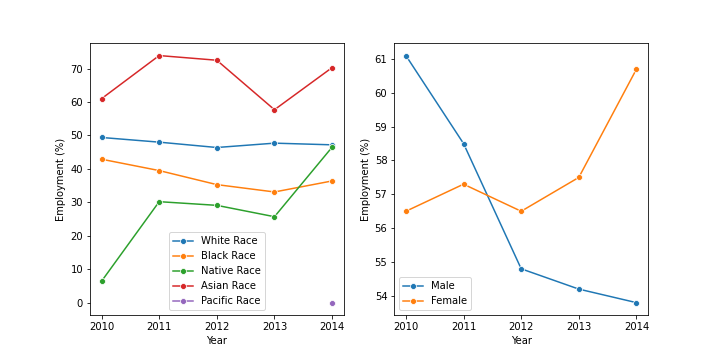 Employment (%)
70
60
50
40
30
20
10
0
White Race
Black Race
Native Race
Asian Race
Pacific Race
2010 2011 2012 2013 2014
Year
Employment (%)
61
60
59
58
57
56
55
54
Male
Female
2010 2011 2012 2013 2014
Year